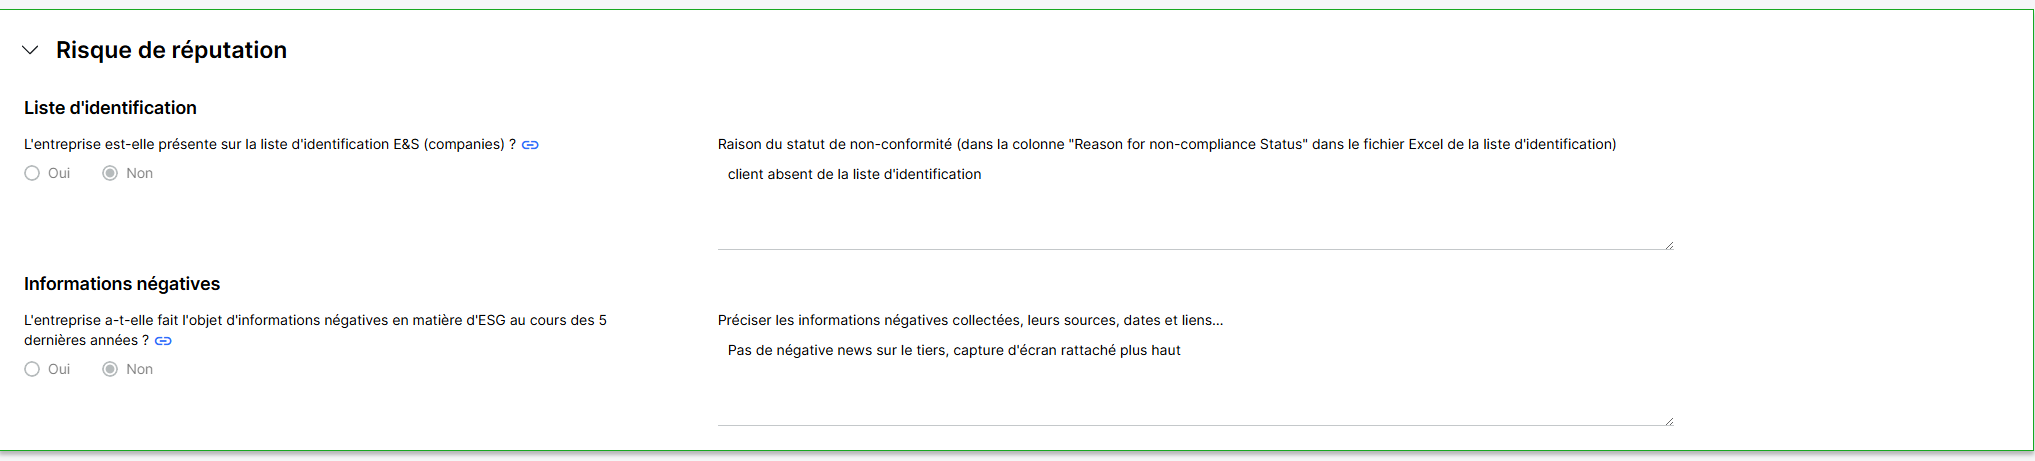 Risque de réputation
Liste d'identification
L'entreprise est-elle présente sur la liste d'identification E&S (companies) ?
Raison du statut de non-conformité (dans la colonne "Reason for non-compliance Status" dans le fichier Excel de la liste d'identification)
Oui Non
client absent de la liste d'identification
Informations négatives
L'entreprise a-t-elle fait l'objet d'informations négatives en matière d'ESG au cours des 5
dernières années ?
Préciser les informations négatives collectées, leurs sources, dates et liens...
Oui Non
Pas de négative news sur le tiers, capture d'écran rattaché plus haut